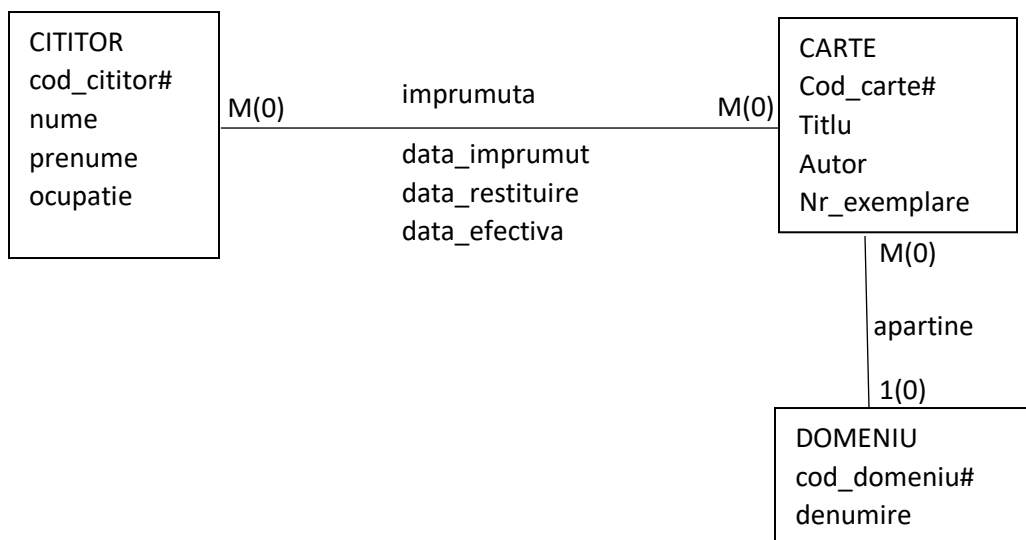 CITITOR
cod_cititor#
nume
prenume
ocupatie
M(0)
imprumuta
data_imprumut
data_restituire
data_efectiva
M(0)
CARTE
Cod_carte#
Titlu
Autor
Nr_exemplare
M(0)
apartine
1(0)
DOMENIU
cod_domeniu#
denumire